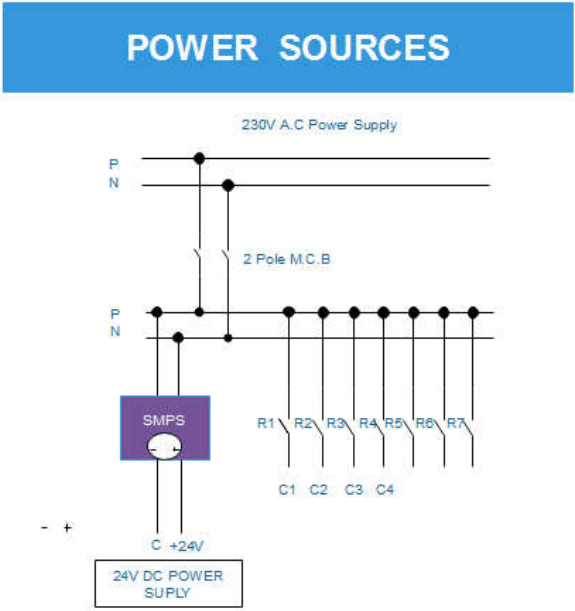 POWER SOURCES
230V A.C Power Supply
P
N
2 Pole M.C.B
P
N
SMPS
- +
R1 R2 R3 R4 R5 R6 R7
C1 C2 C3 C4
- +
C +24V
24V DC POWER
SUPLY